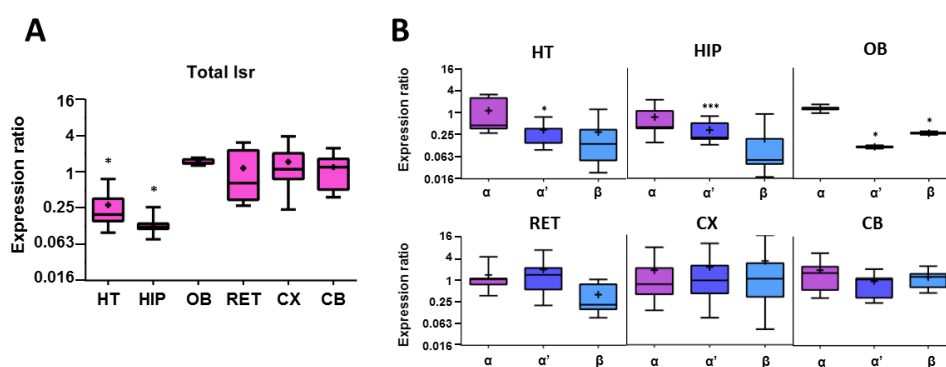 A
Total Isr
Expression ratio
16
4
1
0.25
0.063
0.016
*
*
HT HIP OB RET CX CB
B
HT HIP OB
Expression ratio
16
4
1
0.25
0.063
0.016
*
***
*
*
α α' β α α' β α α' β
RET CX CB
Expression ratio
16
4
1
0.25
0.063
0.016
α α' β α α' β α α' β